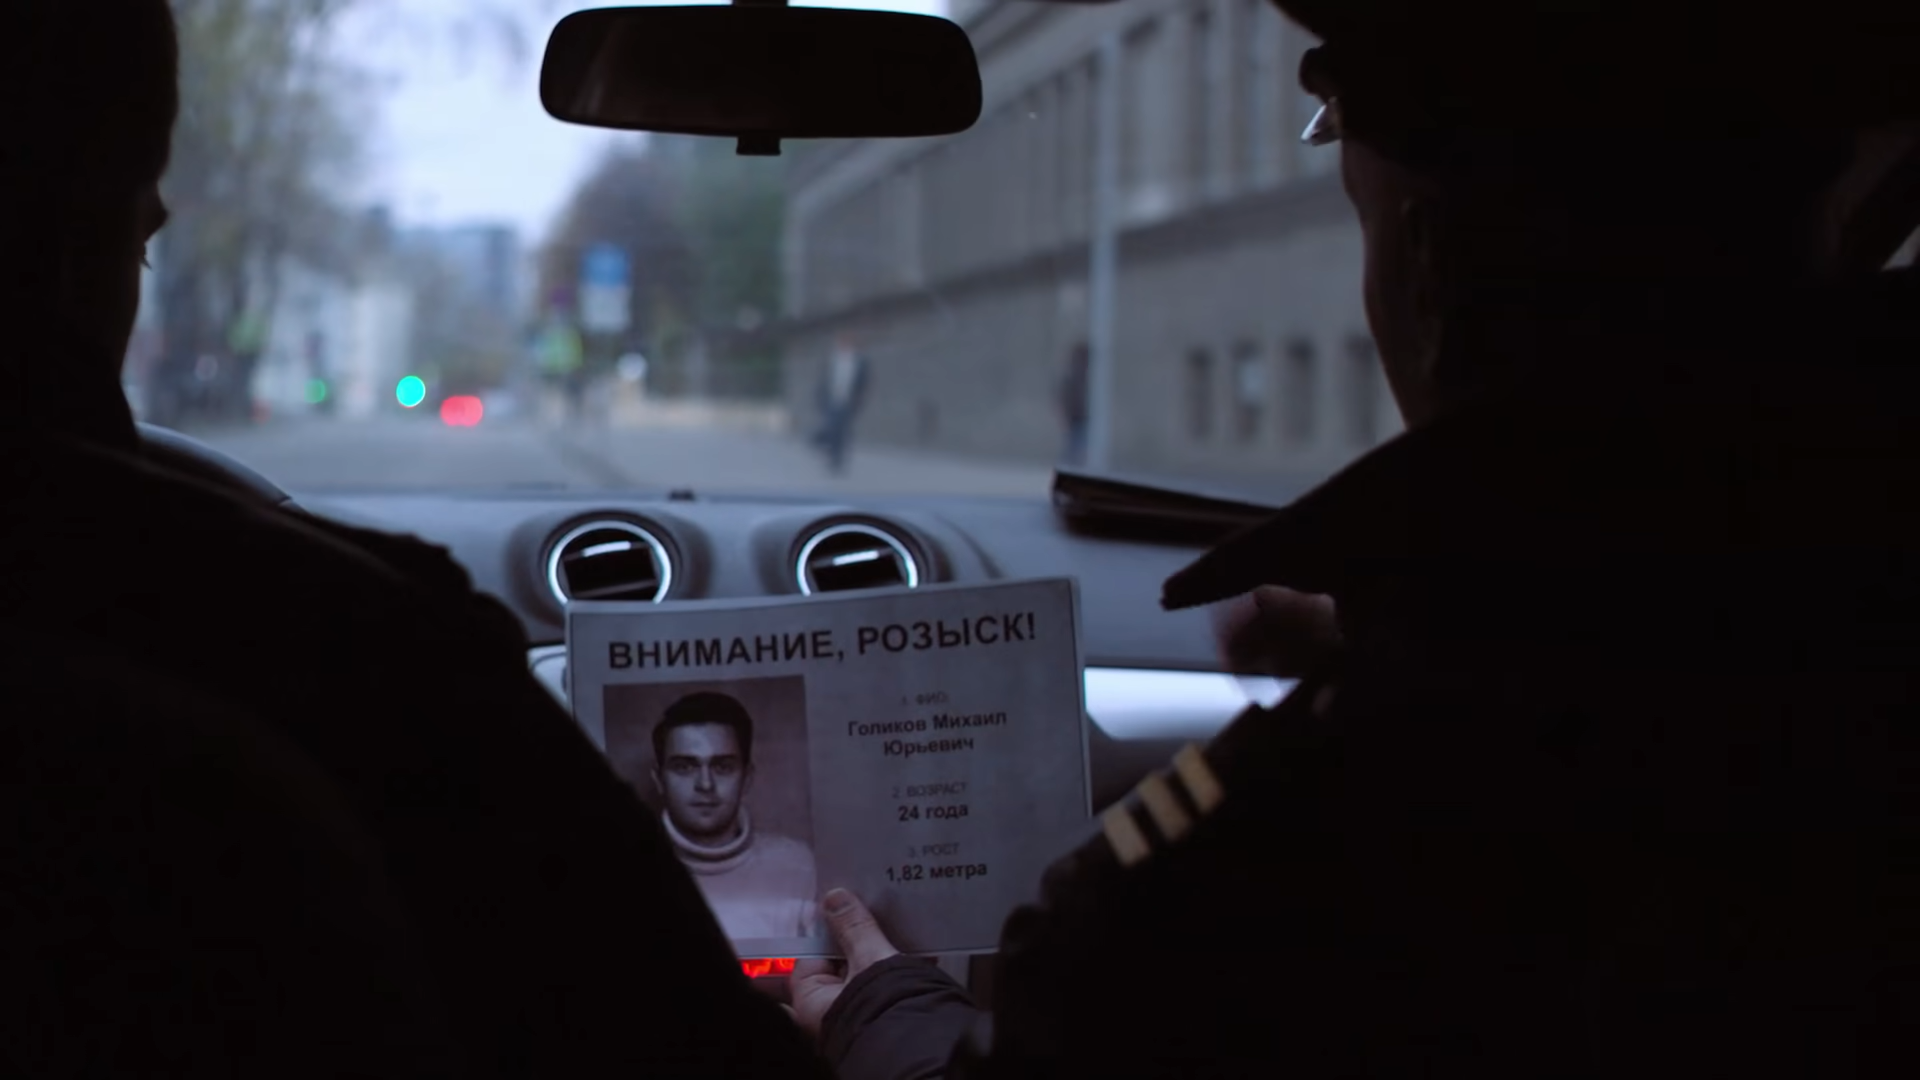 ВНИМАНИЕ, РОЗЫСК!
1. ФИО:
Голиков Михаил
Юрьевич
2. ВОЗРАСТ
24 года
3. РОСТ
1,82 метра